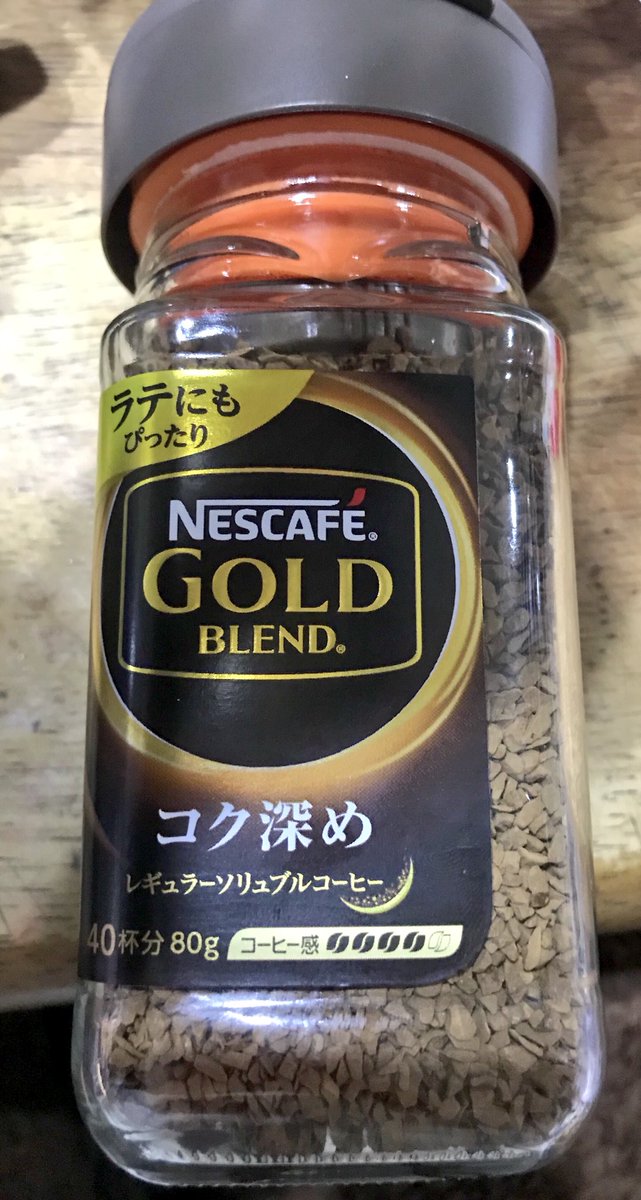 ラテにも
ぴったり
NESCAFÉ®
GOLD
BLEND®
コク深め
レギュラーソリュブルコーヒー
40杯分 80g コーヒー感